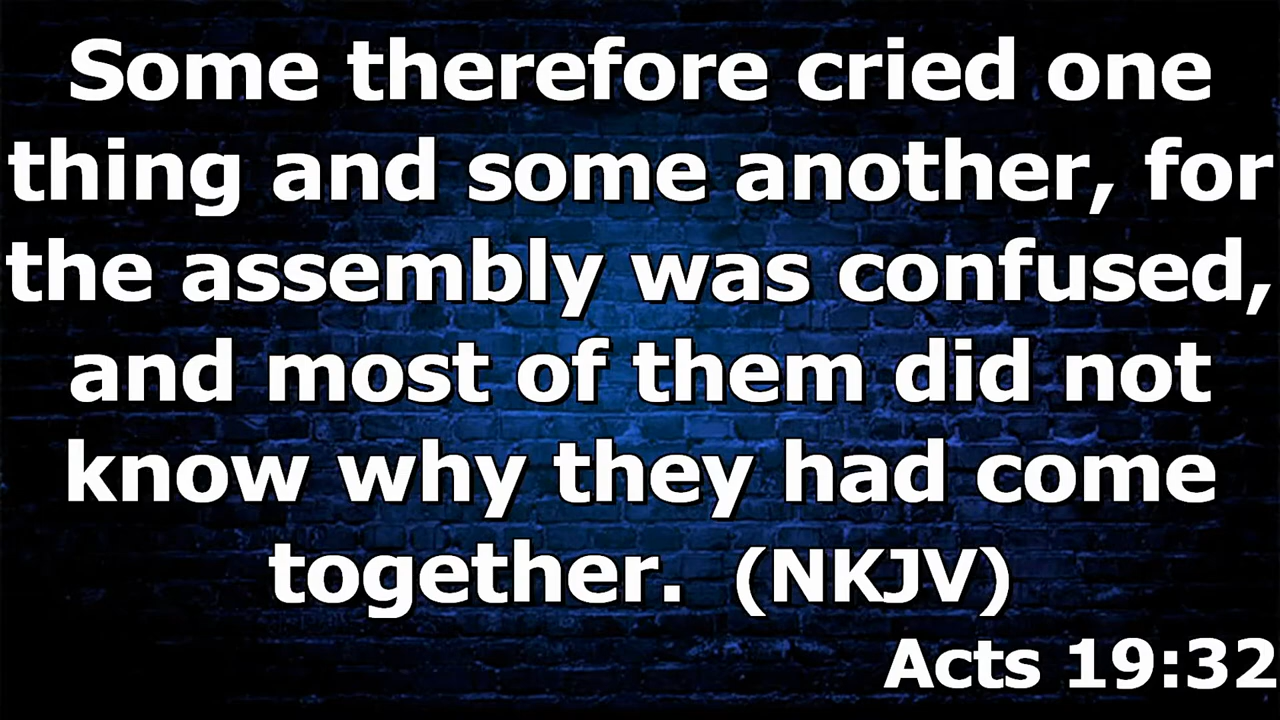 Some therefore cried one
thing and some another, for
the assembly was confused,
and most of them did not
know why they had come
together. (NKJV)
Acts 19:32